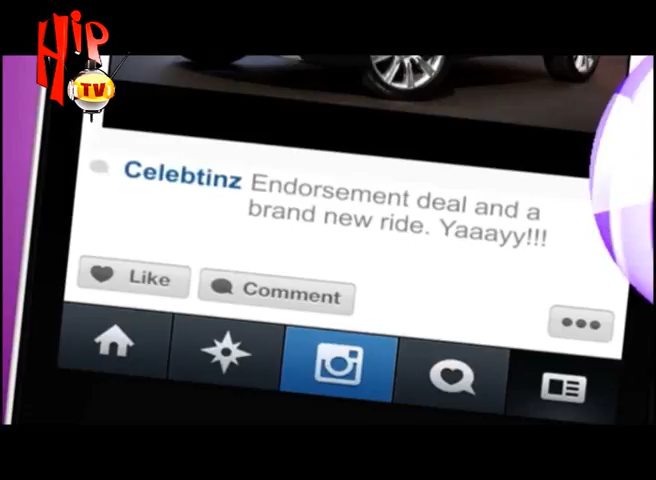 Hip
TV
Celebtinz Endorsement deal and a
brand new ride. Yaaayy!!!
Like
Comment